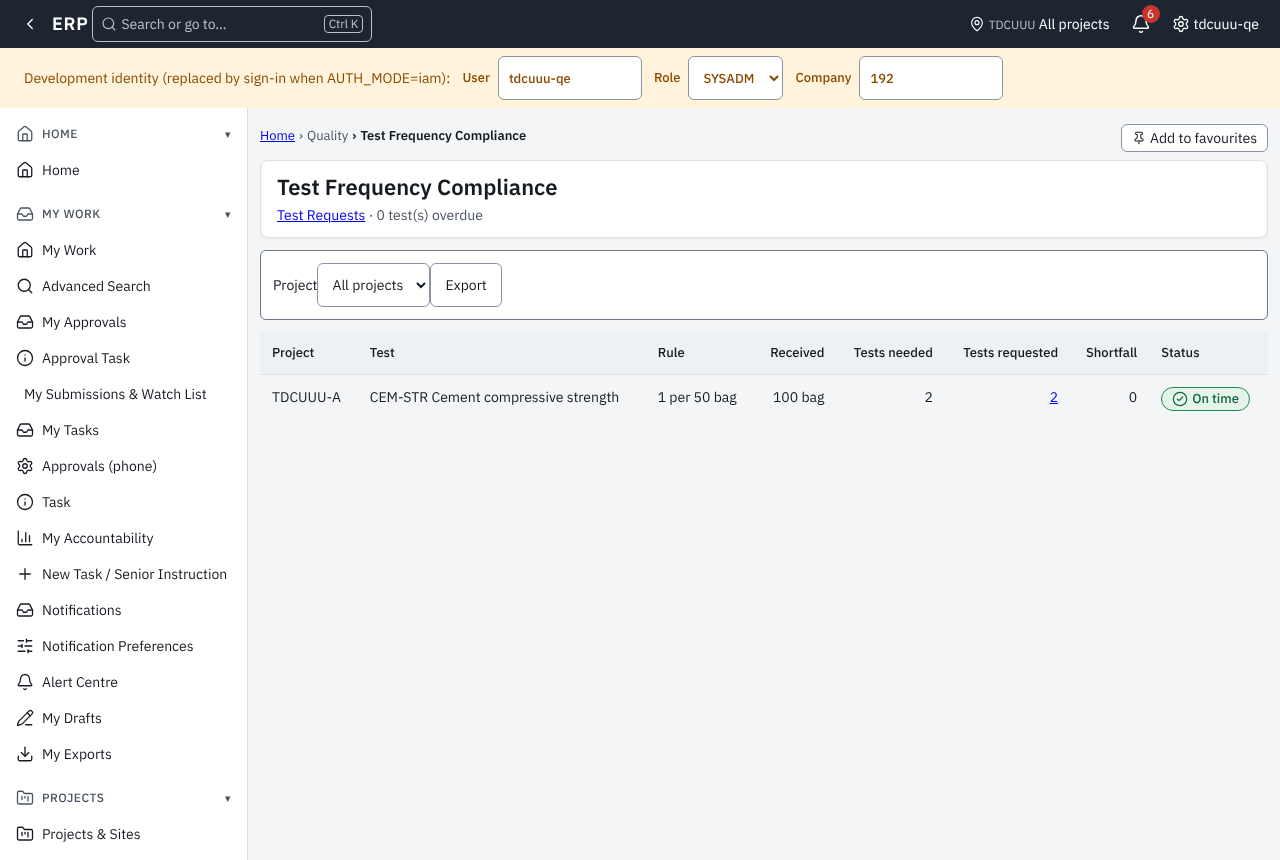 ERP Search or go to... Ctrl K TDCUUU All projects 6 tdcuuu-qe
Development identity (replaced by sign-in when AUTH_MODE=iam): User tdcuuu-qe Role SYSADM Company 192
HOME
Home
MY WORK
My Work
Advanced Search
My Approvals
Approval Task
My Submissions & Watch List
My Tasks
Approvals (phone)
Task
My Accountability
New Task / Senior Instruction
Notifications
Notification Preferences
Alert Centre
My Drafts
My Exports
PROJECTS
Projects & Sites
Home › Quality › Test Frequency Compliance
Add to favourites
Test Frequency Compliance
Test Requests · 0 test(s) overdue
Project All projects Export
Project Test Rule Received Tests needed Tests requested Shortfall Status
TDCUUU-A CEM-STR Cement compressive strength 1 per 50 bag 100 bag 2 2 0 On time